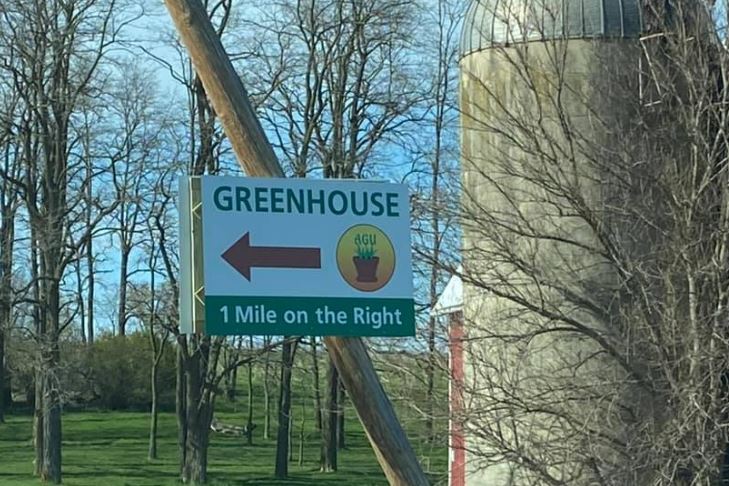 GREENHOUSE
AGU
1 Mile on the Right